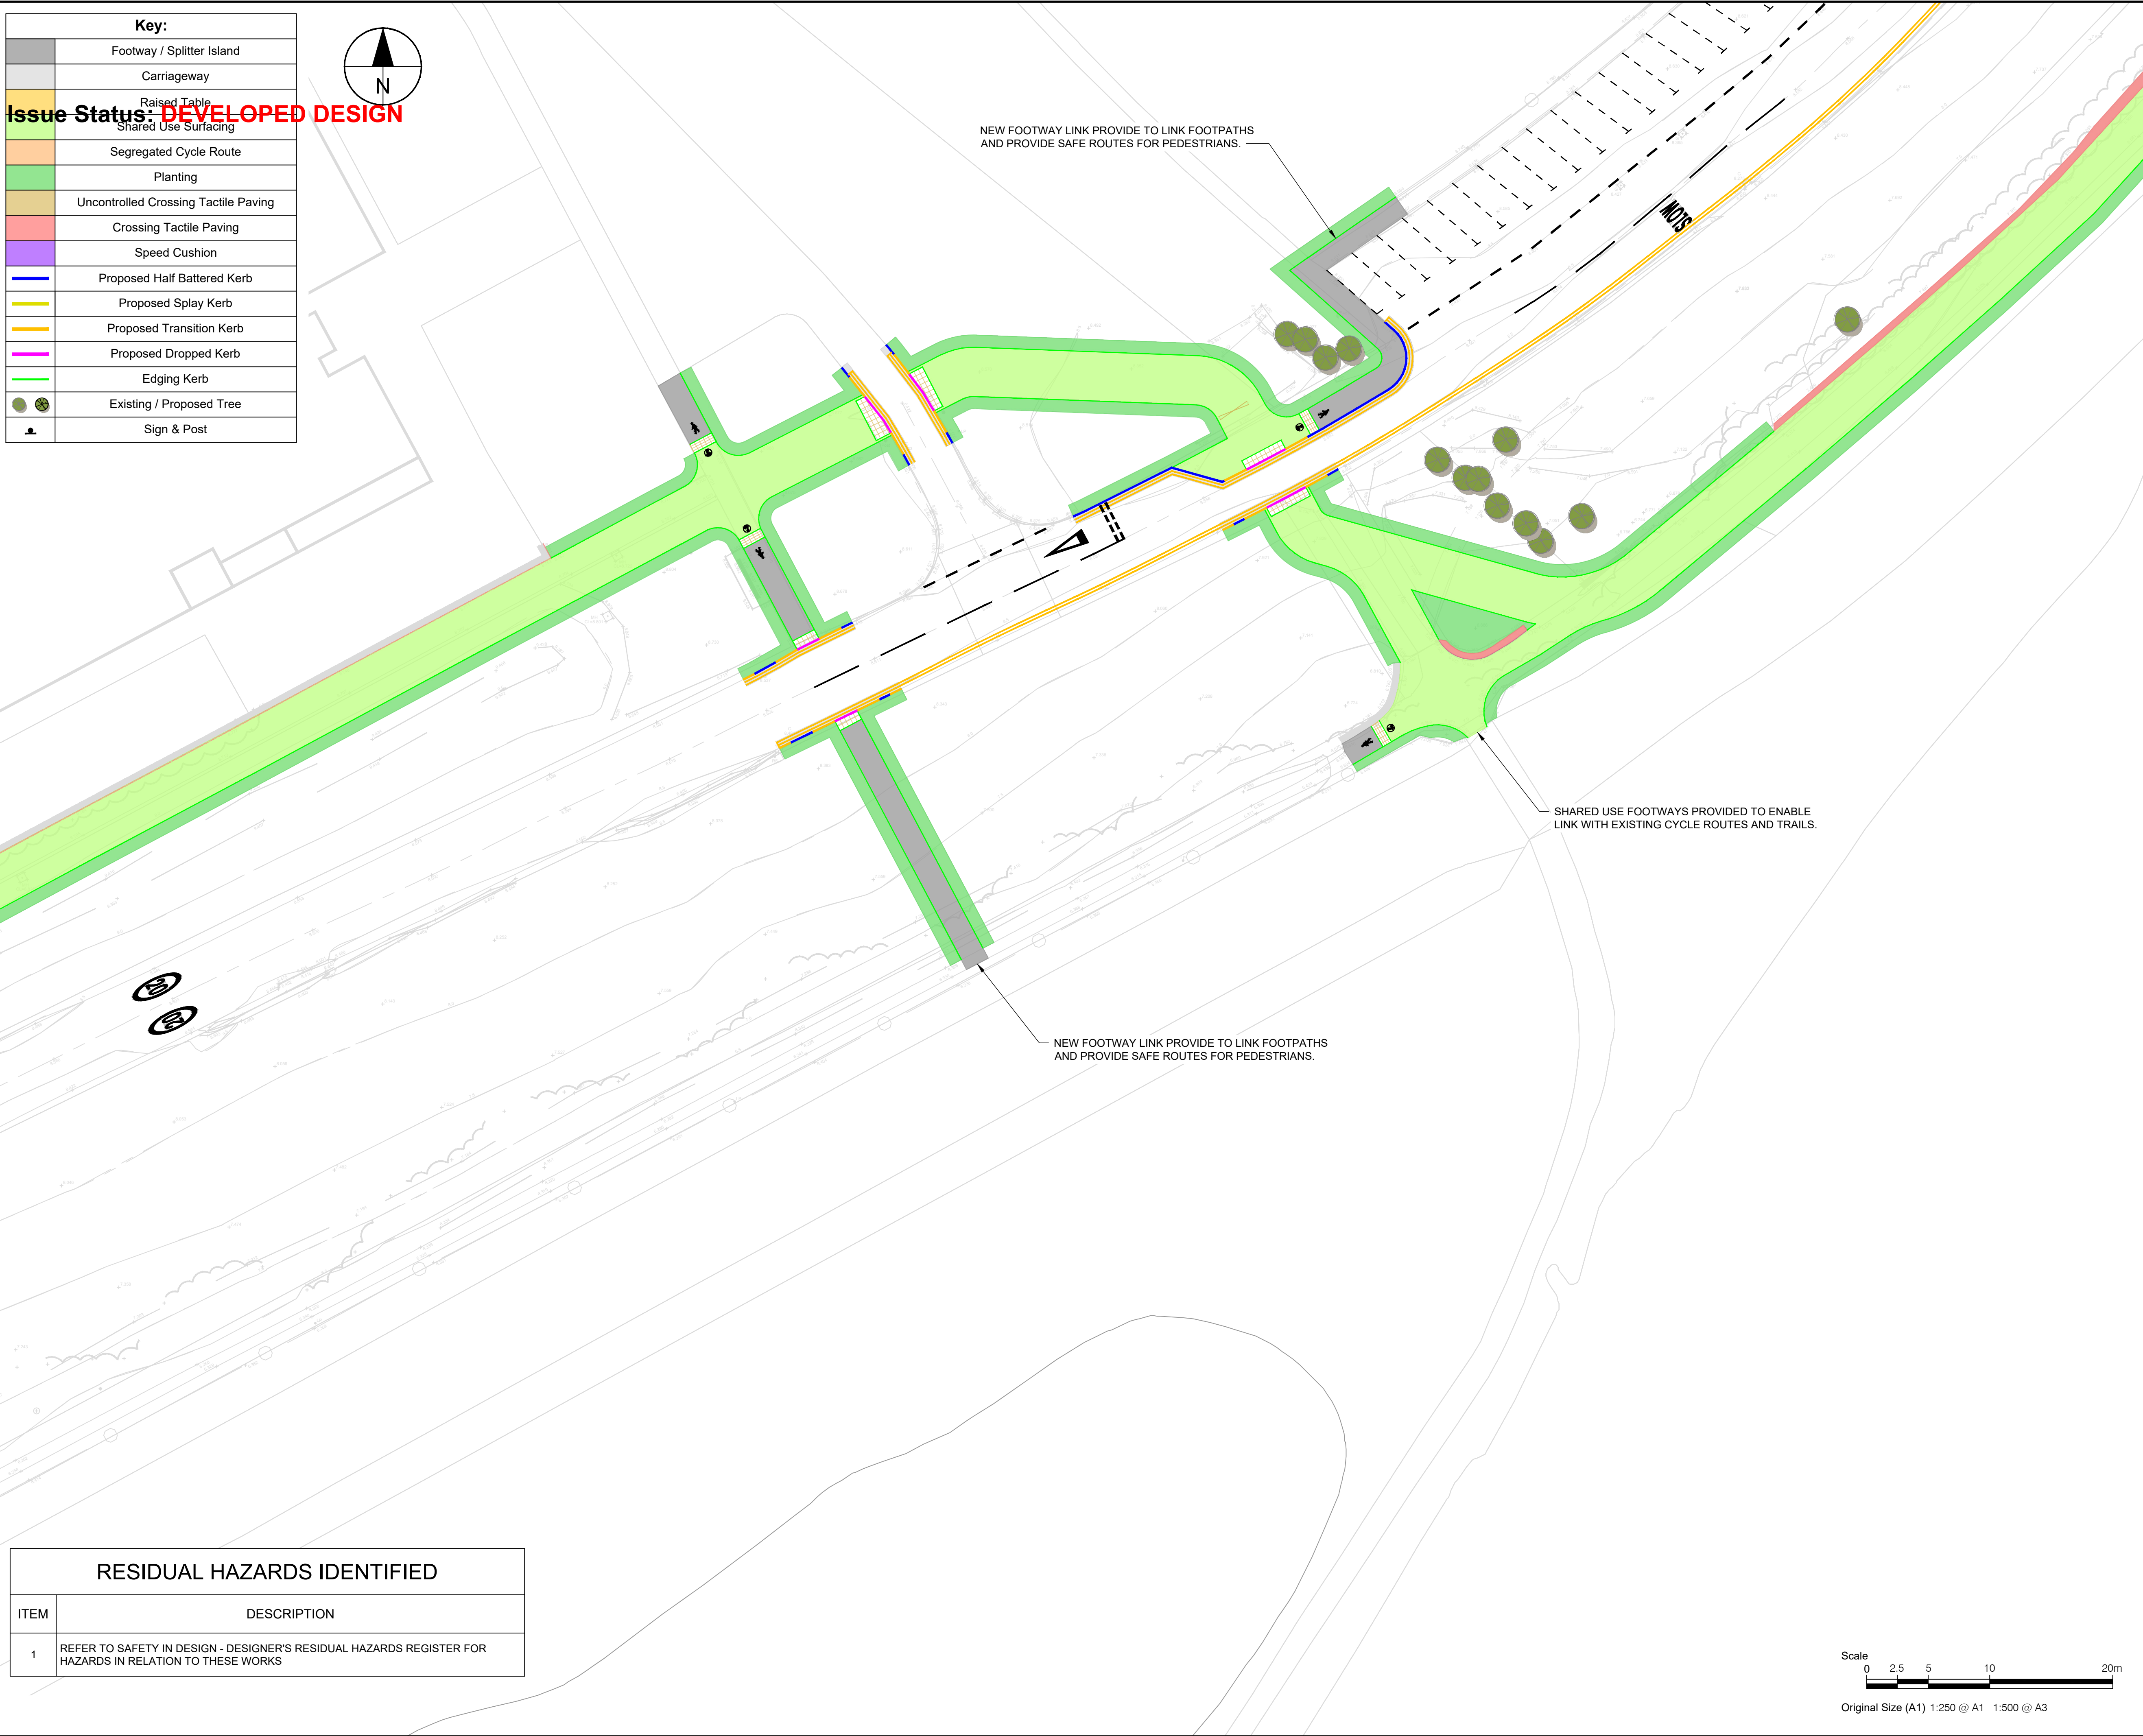 Key:
Footway / Splitter Island
Carriageway
Raised Table
Issue Status: DEVELOPED DESIGN
Shared Use Surfacing
Segregated Cycle Route
Planting
Uncontrolled Crossing Tactile Paving
Crossing Tactile Paving
Speed Cushion
Proposed Half Battered Kerb
Proposed Splay Kerb
Proposed Transition Kerb
Proposed Dropped Kerb
Edging Kerb
Existing / Proposed Tree
Sign & Post
N
NEW FOOTWAY LINK PROVIDE TO LINK FOOTPATHS
AND PROVIDE SAFE ROUTES FOR PEDESTRIANS.
SLOW
SHARED USE FOOTWAYS PROVIDED TO ENABLE
LINK WITH EXISTING CYCLE ROUTES AND TRAILS.
20
20
NEW FOOTWAY LINK PROVIDE TO LINK FOOTPATHS
AND PROVIDE SAFE ROUTES FOR PEDESTRIANS.
RESIDUAL HAZARDS IDENTIFIED
ITEM DESCRIPTION
1 REFER TO SAFETY IN DESIGN - DESIGNER'S RESIDUAL HAZARDS REGISTER FOR
HAZARDS IN RELATION TO THESE WORKS
Scale
0 2.5 5 10 20m
Original Size (A1) 1:250 @ A1 1:500 @ A3